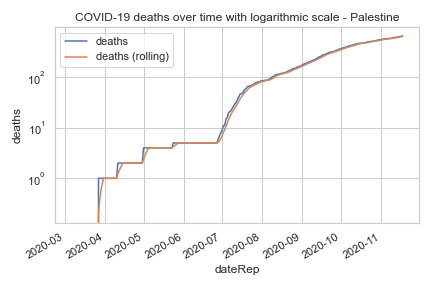 COVID-19 deaths over time with logarithmic scale - Palestine
deaths
deaths (rolling)
10²
10¹
10⁰
deaths
2020-03
2020-04
2020-05
2020-06
2020-07
2020-08
2020-09
2020-10
2020-11
dateRep